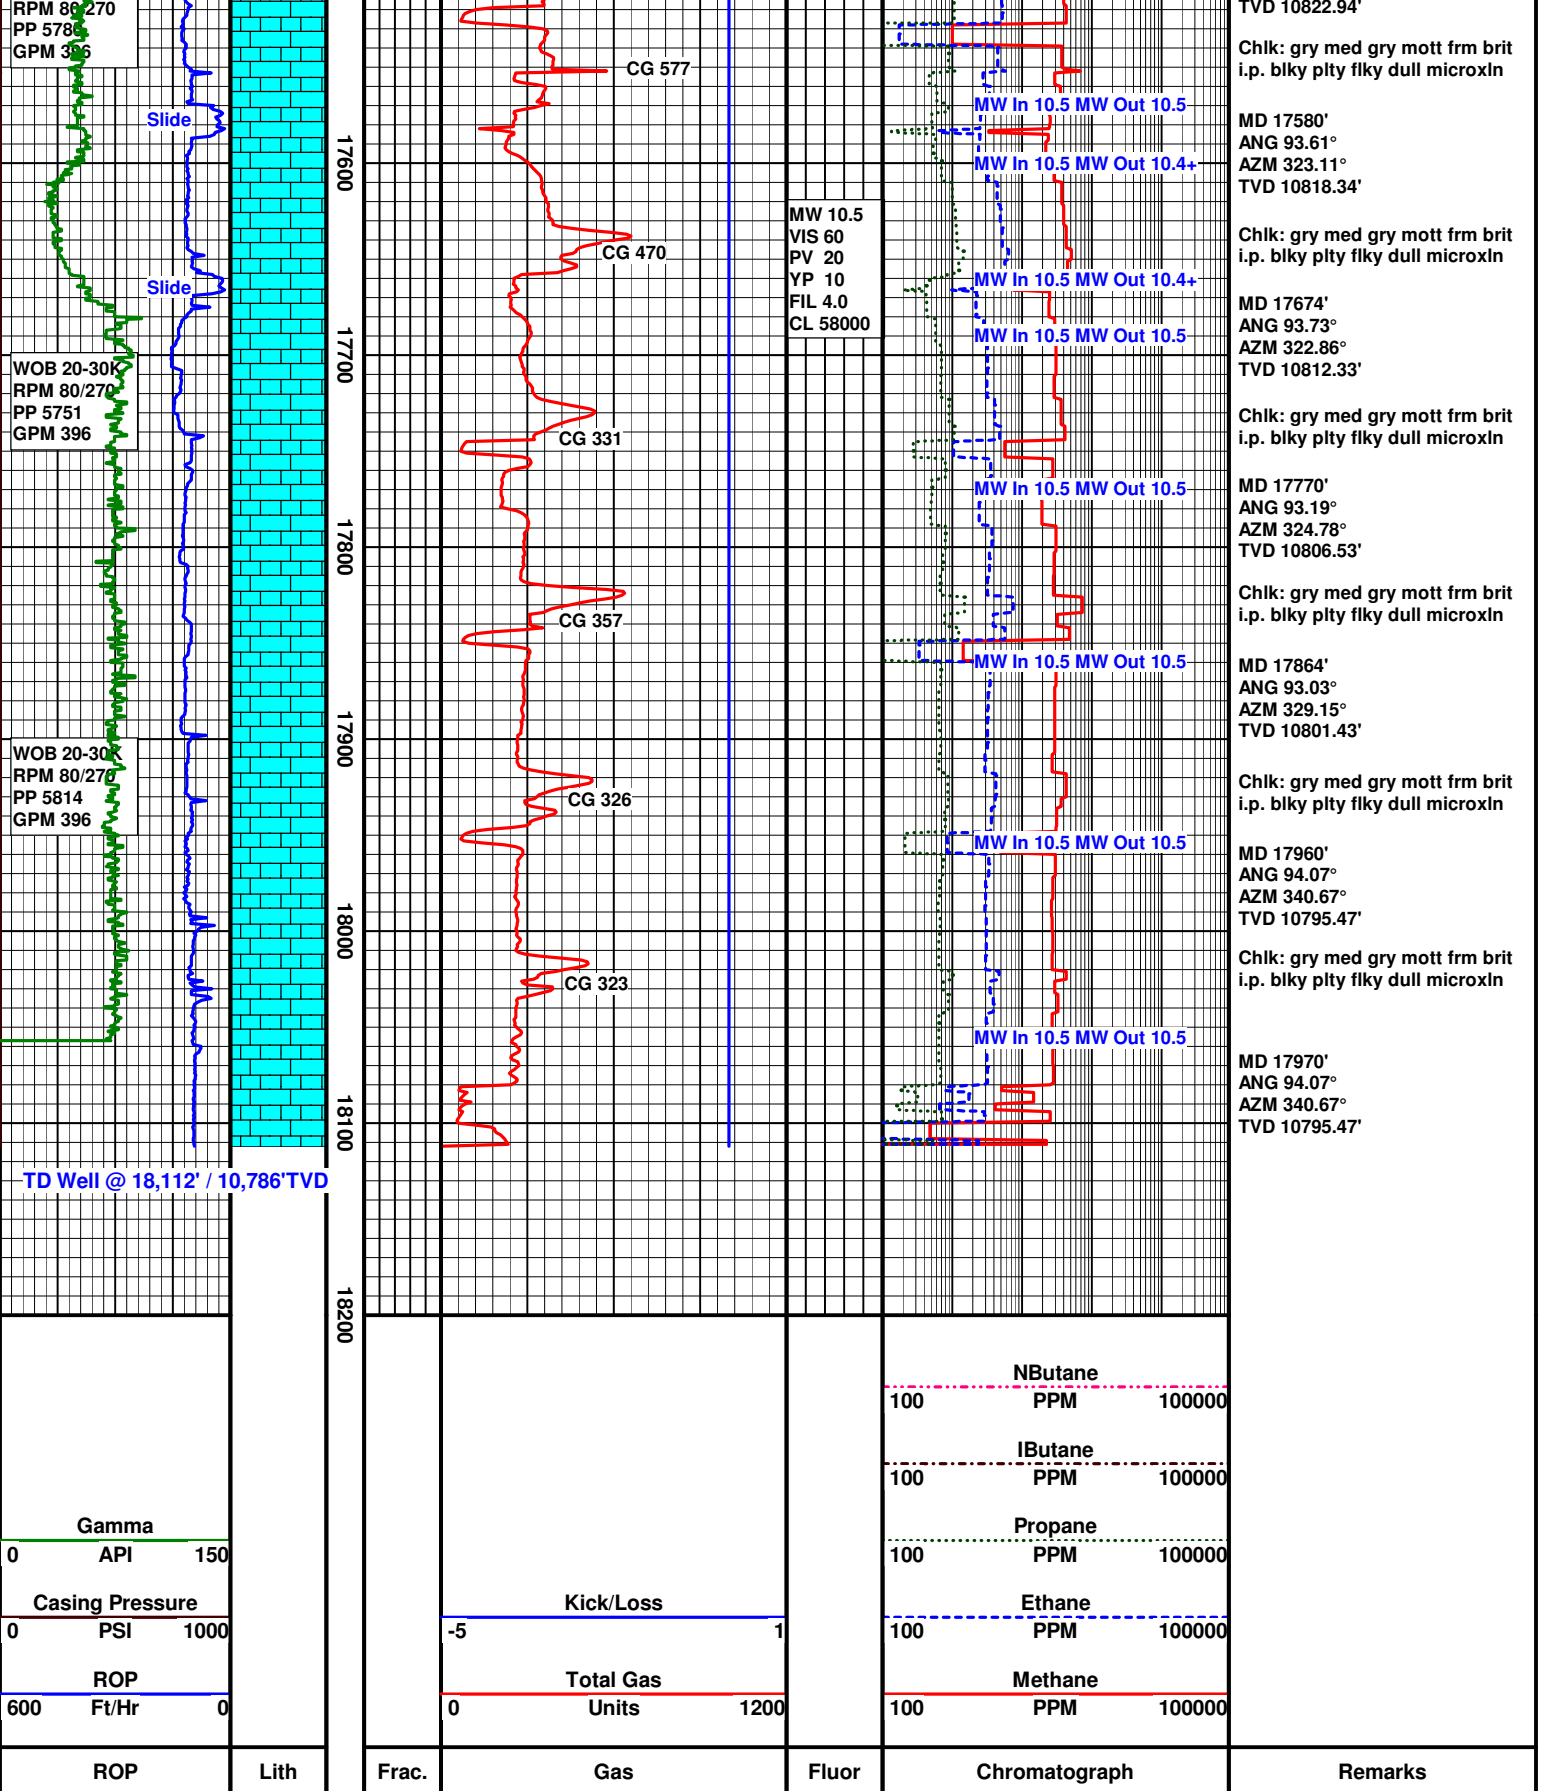 RPM 80/270
PP 578
GPM 396
Slide
Slide
WOB 20-30K
RPM 80/270
PP 5751
GPM 396
WOB 20-30K
RPM 80/270
PP 5814
GPM 396
TD Well @ 18,112' / 10,786'TVD
17600
17700
17800
17900
18000
18100
18200
CG 577
CG 470
CG 331
CG 357
CG 326
CG 323
MW 10.5
VIS 60
PV 20
YP 10
FIL 4.0
CL 58000
MW In 10.5 MW Out 10.5
MW In 10.5 MW Out 10.4+
MW In 10.5 MW Out 10.4+
MW In 10.5 MW Out 10.5
MW In 10.5 MW Out 10.5
MW In 10.5 MW Out 10.5
MW In 10.5 MW Out 10.5
MW In 10.5 MW Out 10.5
TVD 10822.94'
Chlk: gry med gry mott frm brit
i.p. blky plty flky dull microxln
MD 17580'
ANG 93.61°
AZM 323.11°
TVD 10818.34'
Chlk: gry med gry mott frm brit
i.p. blky plty flky dull microxln
MD 17674'
ANG 93.73°
AZM 322.86°
TVD 10812.33'
Chlk: gry med gry mott frm brit
i.p. blky plty flky dull microxln
MD 17770'
ANG 93.19°
AZM 324.78°
TVD 10806.53'
Chlk: gry med gry mott frm brit
i.p. blky plty flky dull microxln
MD 17864'
ANG 93.03°
AZM 329.15°
TVD 10801.43'
Chlk: gry med gry mott frm brit
i.p. blky plty flky dull microxln
MD 17960'
ANG 94.07°
AZM 340.67°
TVD 10795.47'
Chlk: gry med gry mott frm brit
i.p. blky plty flky dull microxln
MD 17970'
ANG 94.07°
AZM 340.67°
TVD 10795.47'
Gamma
0 API 150
Casing Pressure
0 PSI 1000
ROP
600 Ft/Hr 0
Kick/Loss
-5 1
Total Gas
0 Units 1200
NButane
100 PPM 100000
IButane
100 PPM 100000
Propane
100 PPM 100000
Ethane
100 PPM 100000
Methane
100 PPM 100000
ROP Lith Frac. Gas Fluor Chromatograph Remarks